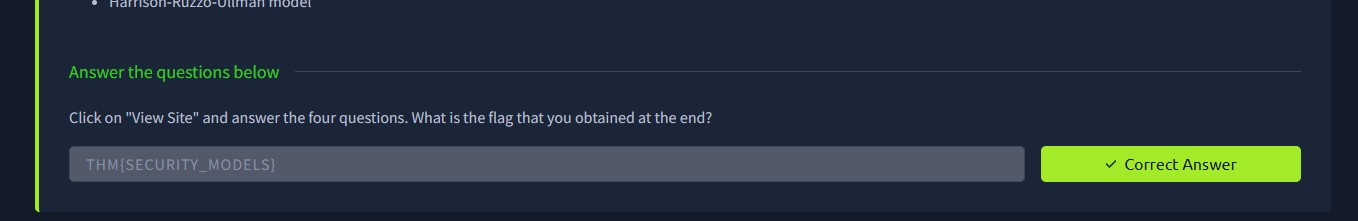 • Harrison-Ruzzo-Ullman model
Answer the questions below
Click on "View Site" and answer the four questions. What is the flag that you obtained at the end?
THM{SECURITY_MODELS}
✓ Correct Answer